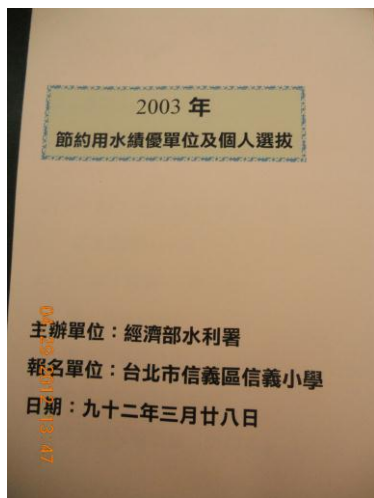 2003 年
節約用水績優單位及個人選拔
主辦單位：經濟部水利署
報名單位：台北市信義區信義小學
日期：九十二年三月廿八日